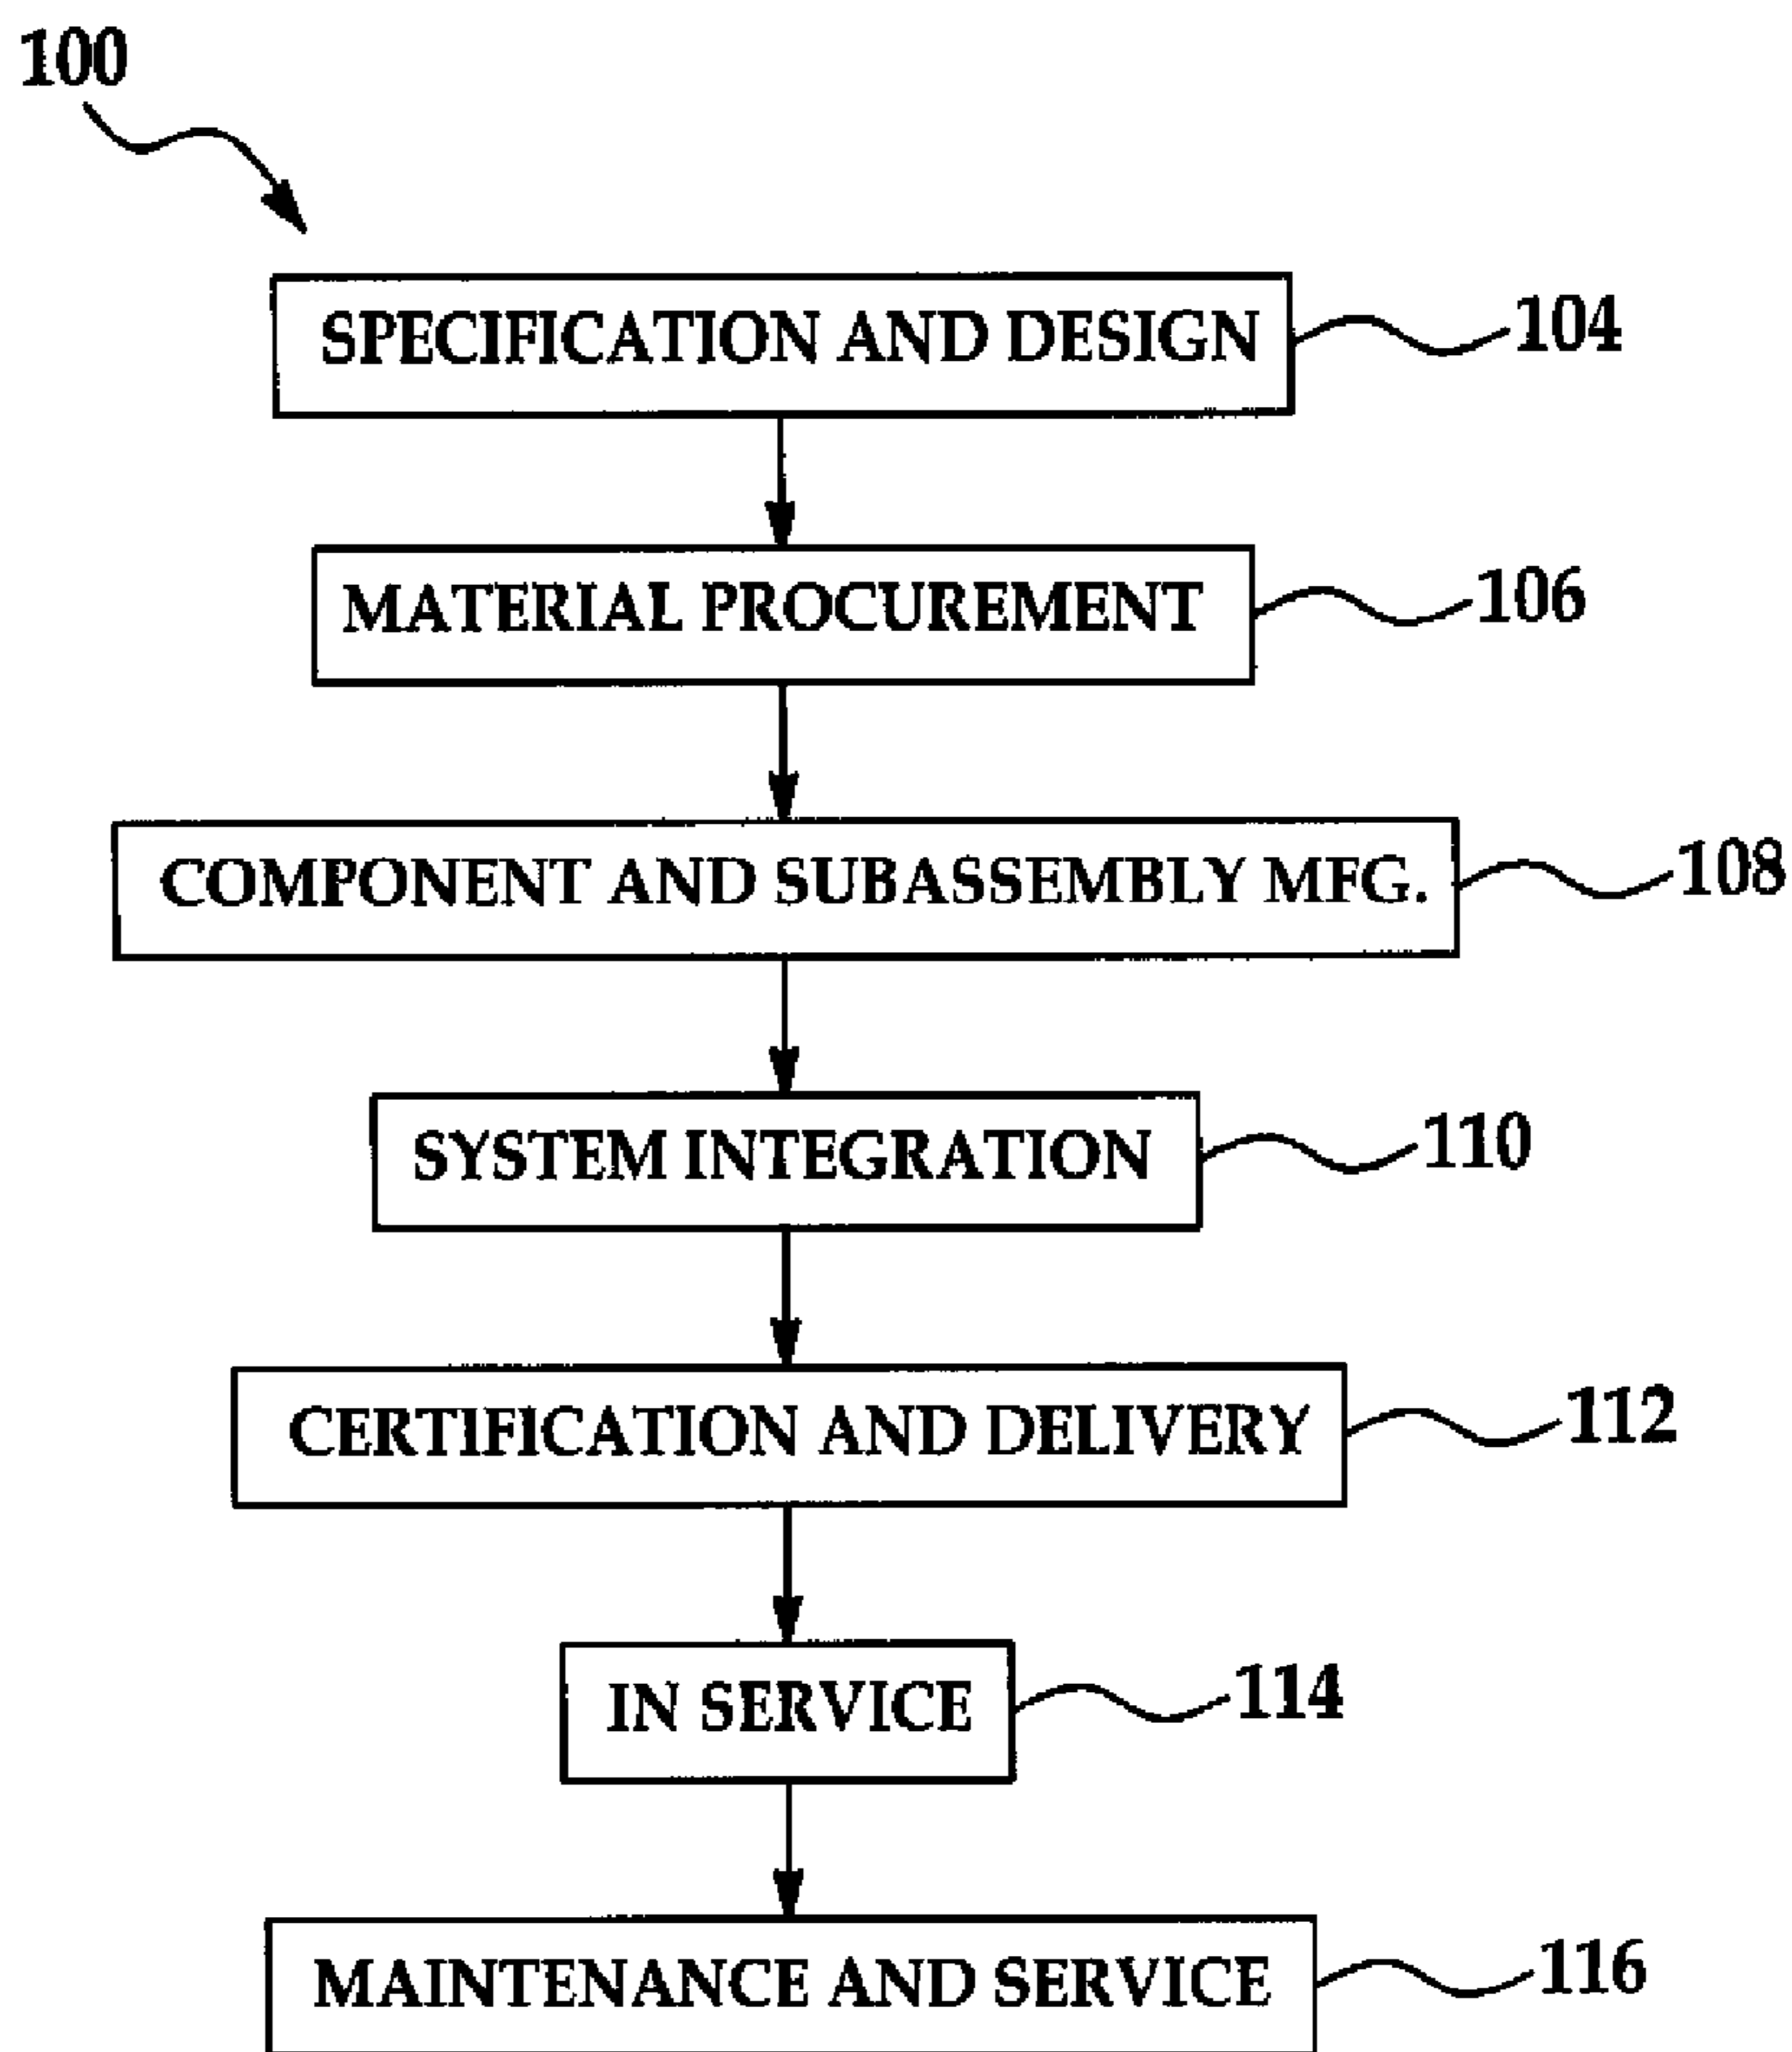 100
SPECIFICATION AND DESIGN 104
MATERIAL PROCUREMENT 106
COMPONENT AND SUBASSEMBLY MFG. 108
SYSTEM INTEGRATION 110
CERTIFICATION AND DELIVERY 112
IN SERVICE 114
MAINTENANCE AND SERVICE 116